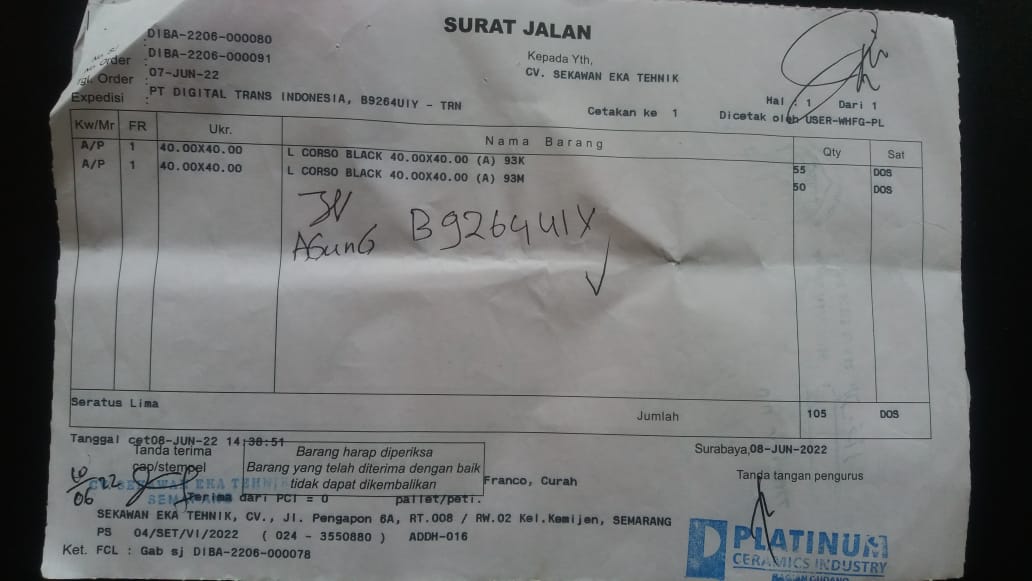 SURAT JALAN
DIBA-2206-000080
Order : DIBA-2206-000091
Order : 07-JUN-22
Expedisi : PT DIGITAL TRANS INDONESIA, B9264UIY - TRN
Kepada Yth,
CV. SEKAWAN EKA TEHNIK
Cetakan ke 1
Hal : 1 Dari 1
Dicetak oleh USER-WHFG-PL
Kw/Mr FR Ukr. Nama Barang Qty Sat
A/P 1 40.00X40.00 L CORSO BLACK 40.00X40.00 (A) 93K 55 DOS
A/P 1 40.00X40.00 L CORSO BLACK 40.00X40.00 (A) 93M 50 DOS
AGunG B9264UIY
Seratus Lima Jumlah 105 DOS
Tanggal cet08-JUN-22 14:38:51
Surabaya,08-JUN-2022
Tanda terima
cap/stempel
Barang harap diperiksa
Barang yang telah diterima dengan baik
tidak dapat dikembalikan
Tanda tangan pengurus
10/06 22
SEKAWAN EKA TEHNIK
Franco, Curah
Terima dari PCI = 0 pallet/peti.
SEKAWAN EKA TEHNIK, CV., Jl. Pengapon 6A, RT.008 / RW.02 Kel.Kemijen, SEMARANG
PS 04/SET/VI/2022 ( 024 - 3550880 ) ADDH-016
Ket. FCL : Gab sj DIBA-2206-000078
PLATINUM
CERAMICS INDUSTRY
BAGIAN GUDANG